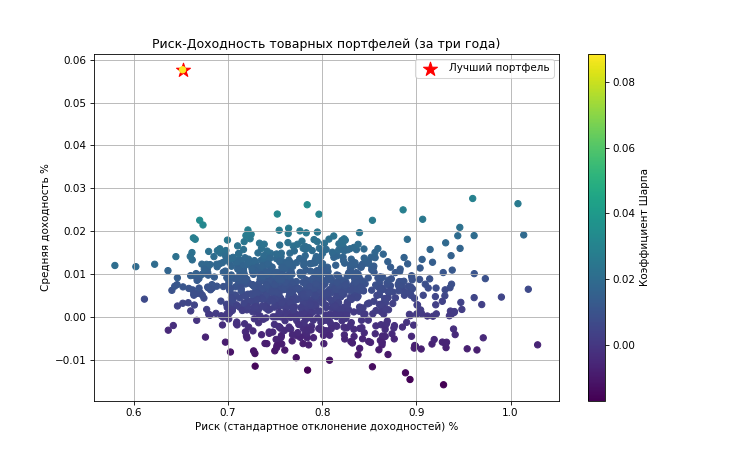 Риск-Доходность товарных портфелей (за три года)
Лучший портфель
Средняя доходность %
0.06
0.05
0.04
0.03
0.02
0.01
0.00
−0.01
0.6 0.7 0.8 0.9 1.0
Риск (стандартное отклонение доходностей) %
0.08
0.06
0.04
0.02
0.00
Коэффициент Шарпа